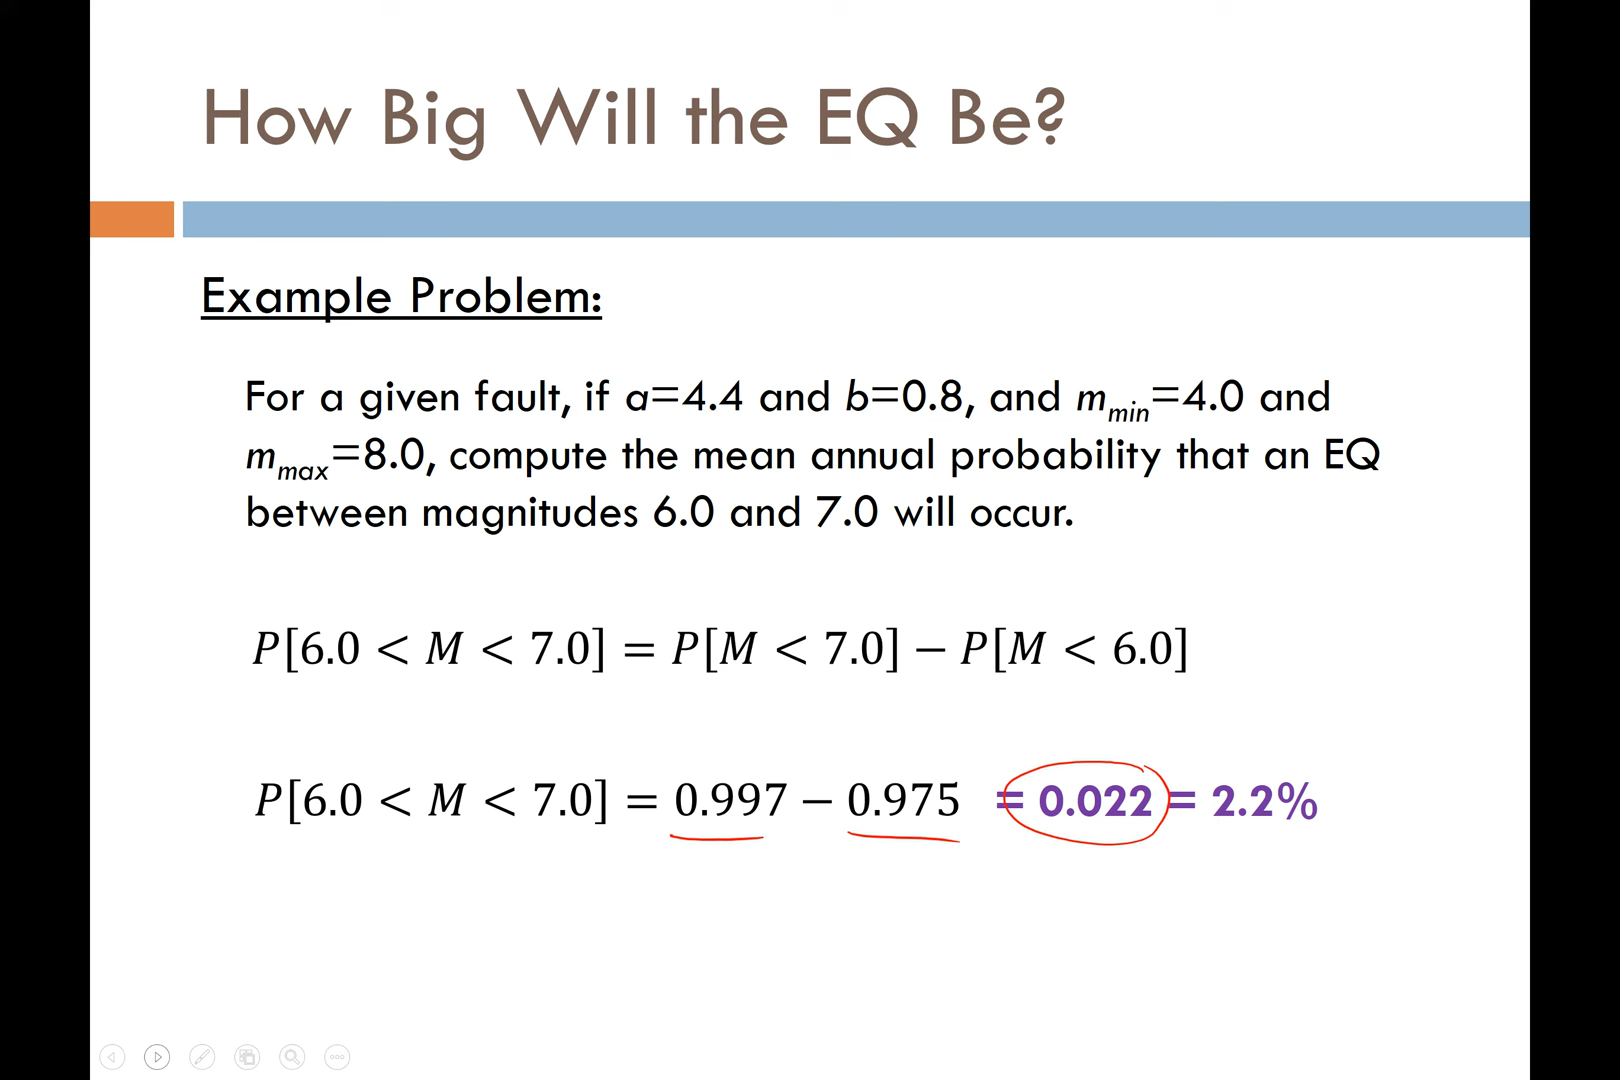 How Big Will the EQ Be?
Example Problem:
For a given fault, if a=4.4 and b=0.8, and mmin=4.0 and
mmax=8.0, compute the mean annual probability that an EQ
between magnitudes 6.0 and 7.0 will occur.
P[6.0 < M < 7.0] = P[M < 7.0] − P[M < 6.0]
P[6.0 < M < 7.0] = 0.997 − 0.975 = 0.022 = 2.2%